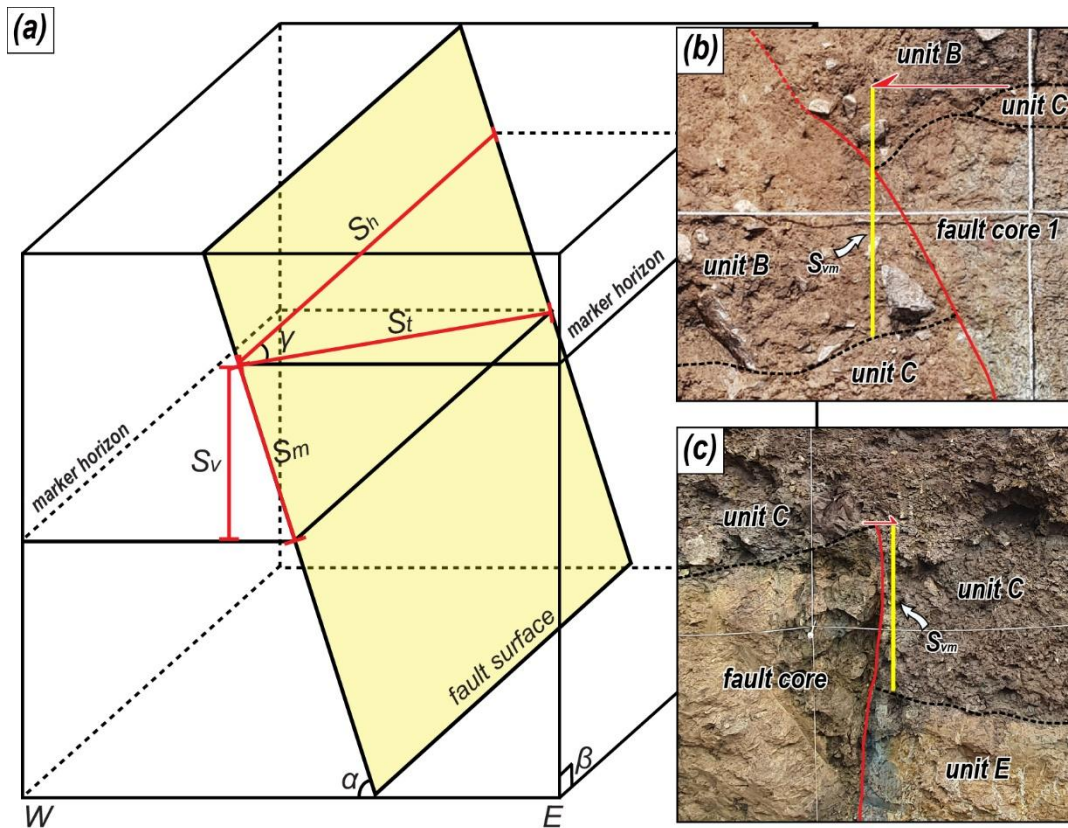 (a)
Sh
St
γ
marker horizon
marker horizon
Sv
Sm
fault surface
α
β
W
E
(b)
unit B
unit C
fault core 1
unit B
Svm
unit C
(c)
unit C
unit C
Svm
fault core
unit E